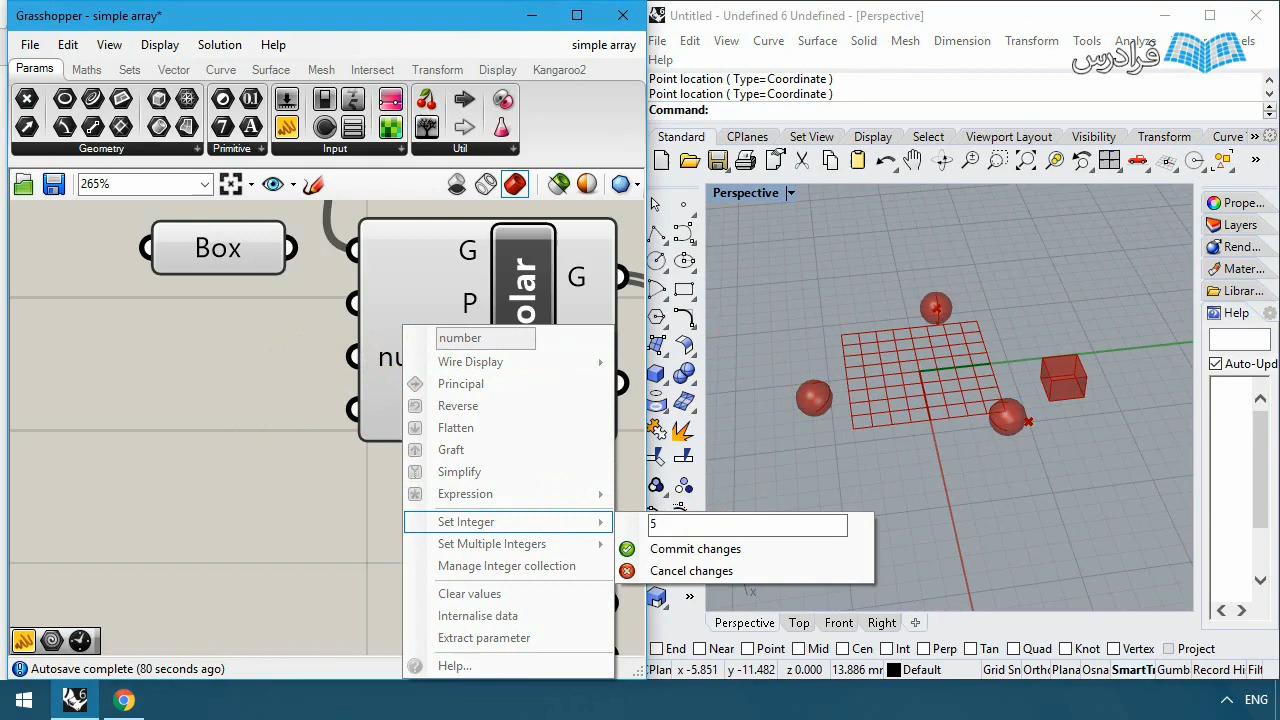 Grasshopper - simple array*
File Edit View Display Solution Help
simple array
Params Maths Sets Vector Curve Surface Mesh Intersect Transform Display Kangaroo2
Geometry Primitive Input Util
265%
Box
G
P
G
olar
number
Wire Display
Principal
Reverse
Flatten
Graft
Simplify
Expression
Set Integer
Set Multiple Integers
Manage Integer collection
Clear values
Internalise data
Extract parameter
Help...
5
Commit changes
Cancel changes
Autosave complete (80 seconds ago)
Untitled - Undefined 6 Undefined - [Perspective]
File Edit View Curve Surface Solid Mesh Dimension Transform Tools Analyze
Help
فرادرس
Point location ( Type=Coordinate )
Point location ( Type=Coordinate )
Command:
Standard CPlanes Set View Display Select Viewport Layout Visibility Transform Curve
Perspective
Prope...
Layers
Rend...
Mater...
Librar...
Help
Auto-Upd
x
Perspective Top Front Right
End Near Point Mid Cen Int Perp Tan Quad Knot Vertex Project
CPlan x -5.851 y -11.482 z 0.000 13.886 mm Default Grid Sn Ortho Plana Osna SmartTr Gumb Record Hi Filt
ENG